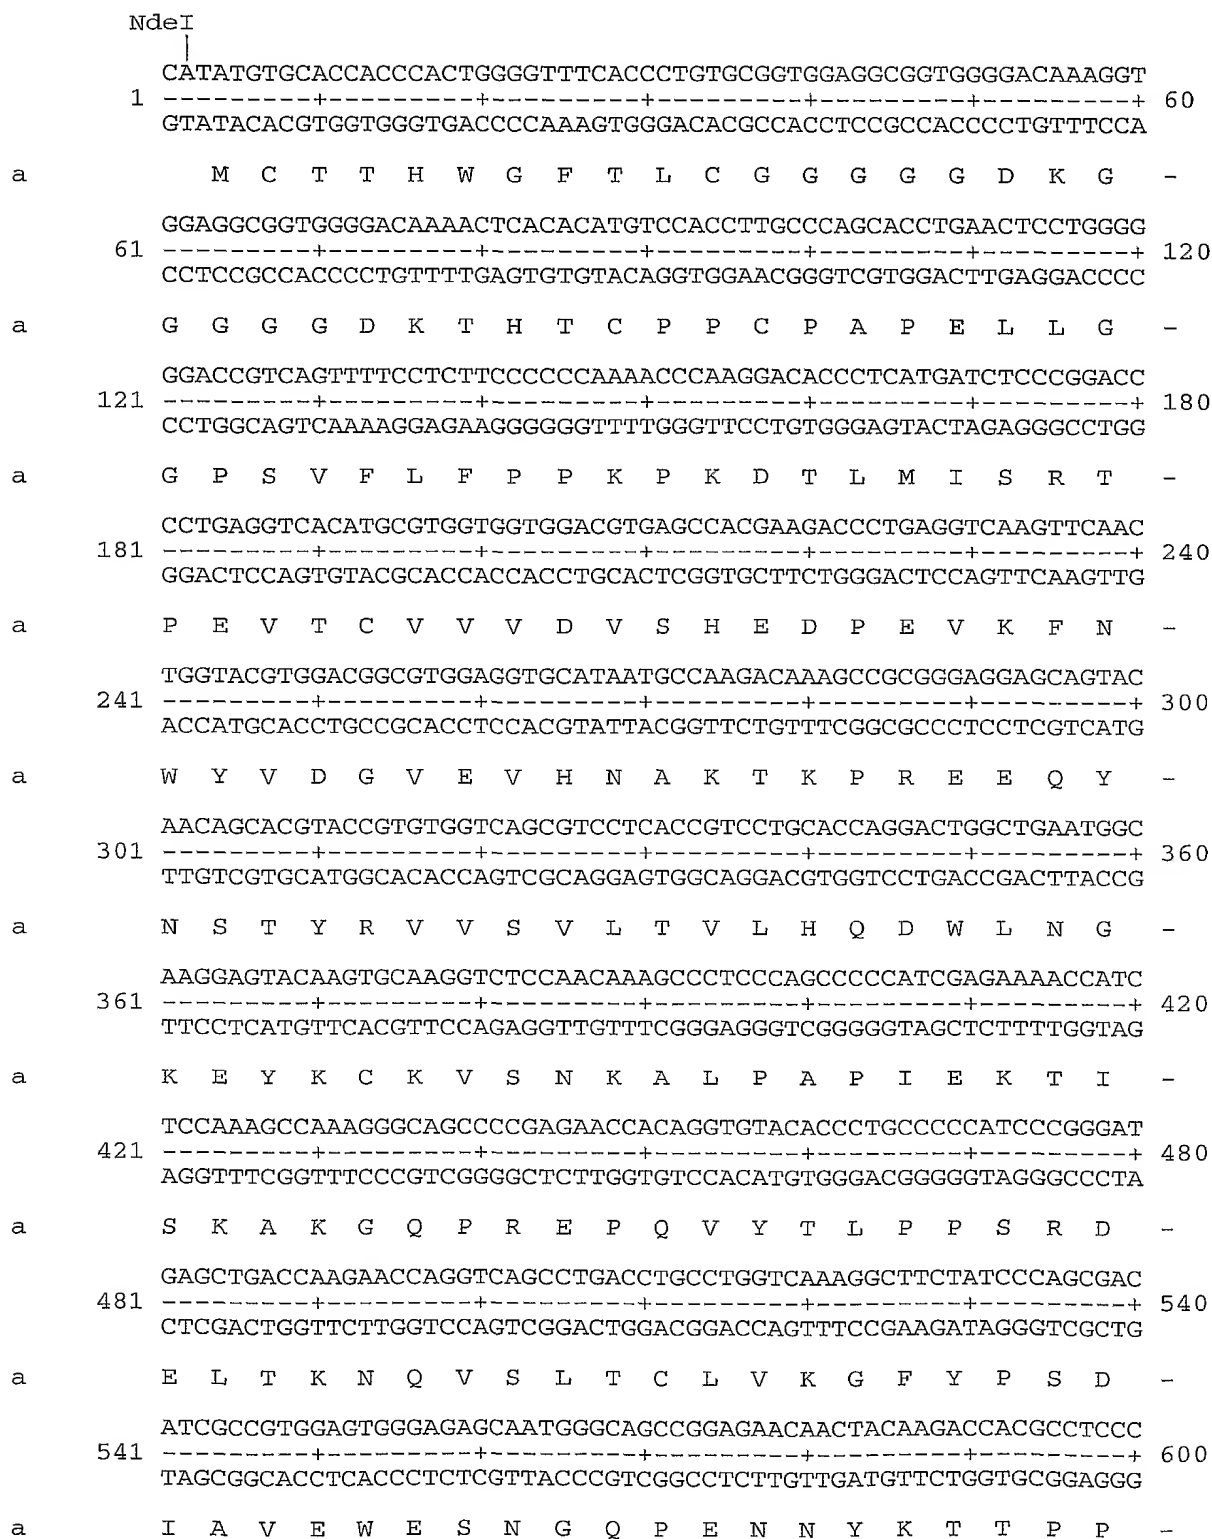 NdeI
CATATGTGCACCACCCACTGGGGTTTCACCCTGTGCGGTGGAGGCGGTGGGGACAAAGGT
1 ---------+---------+---------+---------+---------+---------+ 60
GTATACACGTGGTGGGTGACCCCAAAGTGGGACACGCCACCTCCGCCACCCCTGTTTCCA
a M C T T H W G F T L C G G G G G D K G -
GGAGGCGGTGGGGACAAAACTCACACATGTCCACCTTGCCCAGCACCTGAACTCCTGGGG
61 ---------+---------+---------+---------+---------+---------+ 120
CCTCCGCCACCCCTGTTTTGAGTGTGTACAGGTGGAACGGGTCGTGGACTTGAGGACCCC
a G G G G D K T H T C P P C P A P E L L G -
GGACCGTCAGTTTTCCTCTTCCCCCCAAAACCCAAGGACACCCTCATGATCTCCCGGACC
121 ---------+---------+---------+---------+---------+---------+ 180
CCTGGCAGTCAAAAGGAGAAGGGGGGTTTTGGGTTCCTGTGGGAGTACTAGAGGGCCTGG
a G P S V F L F P P K P K D T L M I S R T -
CCTGAGGTCACATGCGTGGTGGTGGACGTGAGCCACGAAGACCCTGAGGTCAAGTTCAAC
181 ---------+---------+---------+---------+---------+---------+ 240
GGACTCCAGTGTACGCACCACCACCTGCACTCGGTGCTTCTGGGACTCCAGTTCAAGTTG
a P E V T C V V V D V S H E D P E V K F N -
TGGTACGTGGACGGCGTGGAGGTGCATAATGCCAAGACAAAGCCGCGGGAGGAGCAGTAC
241 ---------+---------+---------+---------+---------+---------+ 300
ACCATGCACCTGCCGCACCTCCACGTATTACGGTTCTGTTTCGGCGCCCTCCTCGTCATG
a W Y V D G V E V H N A K T K P R E E Q Y -
AACAGCACGTACCGTGTGGTCAGCGTCCTCACCGTCCTGCACCAGGACTGGCTGAATGGC
301 ---------+---------+---------+---------+---------+---------+ 360
TTGTCGTGCATGGCACACCAGTCGCAGGAGTGGCAGGACGTGGTCCTGACCGACTTACCG
a N S T Y R V V S V L T V L H Q D W L N G -
AAGGAGTACAAGTGCAAGGTCTCCAACAAAGCCCTCCCAGCCCCCATCGAGAAAACCATC
361 ---------+---------+---------+---------+---------+---------+ 420
TTCCTCATGTTCACGTTCCAGAGGTTGTTTCGGGAGGGTCGGGGGTAGCTCTTTTGGTAG
a K E Y K C K V S N K A L P A P I E K T I -
TCCAAAGCCAAAGGGCAGCCCCGAGAACCACAGGTGTACACCCTGCCCCCATCCCGGGAT
421 ---------+---------+---------+---------+---------+---------+ 480
AGGTTTCGGTTTCCCGTCGGGGCTCTTGGTGTCCACATGTGGGACGGGGGTAGGGCCCTA
a S K A K G Q P R E P Q V Y T L P P S R D -
GAGCTGACCAAGAACCAGGTCAGCCTGACCTGCCTGGTCAAAGGCTTCTATCCCAGCGAC
481 ---------+---------+---------+---------+---------+---------+ 540
CTCGACTGGTTCTTGGTCCAGTCGGACTGGACGGACCAGTTTCCGAAGATAGGGTCGCTG
a E L T K N Q V S L T C L V K G F Y P S D -
ATCGCCGTGGAGTGGGAGAGCAATGGGCAGCCGGAGAACAACTACAAGACCACGCCTCCC
541 ---------+---------+---------+---------+---------+---------+ 600
TAGCGGCACCTCACCCTCTCGTTACCCGTCGGCCTCTTGTTGATGTTCTGGTGCGGAGGG
a I A V E W E S N G Q P E N N Y K T T P P -